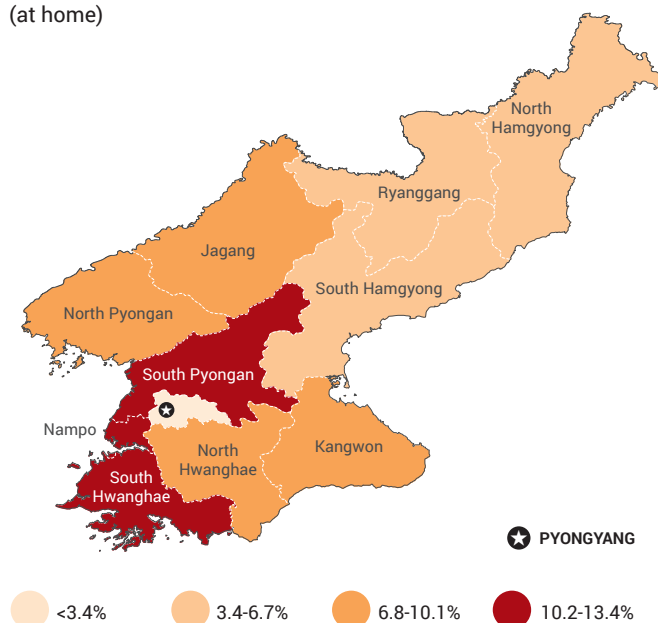 (at home)
North
Hamgyong
Ryanggang
Jagang
South Hamgyong
North Pyongan
South Pyongan
Nampo
North
Hwanghae
Kangwon
South
Hwanghae
PYONGYANG
<3.4%
3.4-6.7%
6.8-10.1%
10.2-13.4%